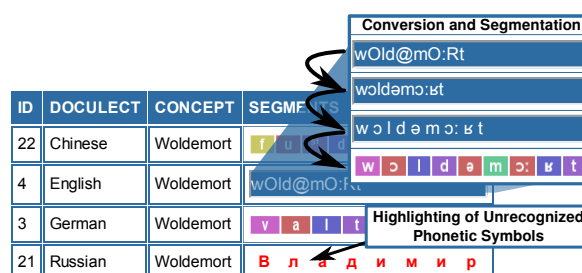 Conversion and Segmentation
wOld@mO:Rt
wɔldəmɔːʁt
w ɔ l d ə m ɔː ʁ t
w ɔ l d ə m ɔː ʁ t
ID DOCULECT CONCEPT SEGMENTS
22 Chinese Woldemort f u d
4 English Woldemort wOld@mO:Rt
3 German Woldemort v a l t
Highlighting of Unrecognized
Phonetic Symbols
21 Russian Woldemort В л а д и м и р